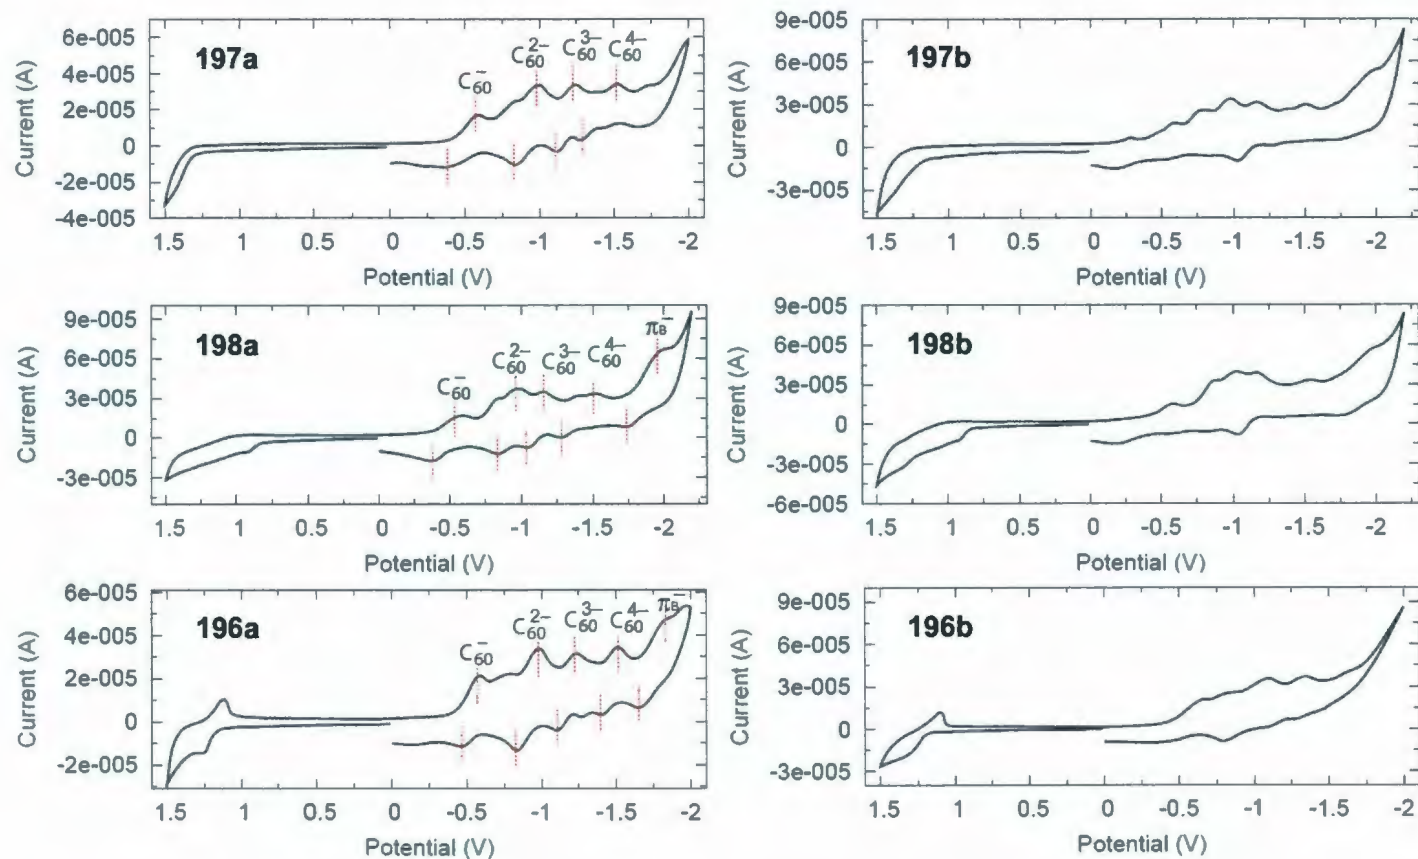 197a
C60−
C60 2−
C60 3−
C60 4−
Current (A)
6e-005
4e-005
2e-005
0
-2e-005
-4e-005
1.5 1 0.5 0 -0.5 -1 -1.5 -2
Potential (V)
197b
Current (A)
9e-005
6e-005
3e-005
0
-3e-005
1.5 1 0.5 0 -0.5 -1 -1.5 -2
Potential (V)
198a
C60−
C60 2−
C60 3−
C60 4−
πB−
Current (A)
9e-005
6e-005
3e-005
0
-3e-005
1.5 1 0.5 0 -0.5 -1 -1.5 -2
Potential (V)
198b
Current (A)
9e-005
6e-005
3e-005
0
-3e-005
-6e-005
1.5 1 0.5 0 -0.5 -1 -1.5 -2
Potential (V)
196a
C60−
C60 2−
C60 3−
C60 4−
πB−
Current (A)
6e-005
4e-005
2e-005
0
-2e-005
1.5 1 0.5 0 -0.5 -1 -1.5 -2
Potential (V)
196b
Current (A)
9e-005
6e-005
3e-005
0
-3e-005
1.5 1 0.5 0 -0.5 -1 -1.5 -2
Potential (V)